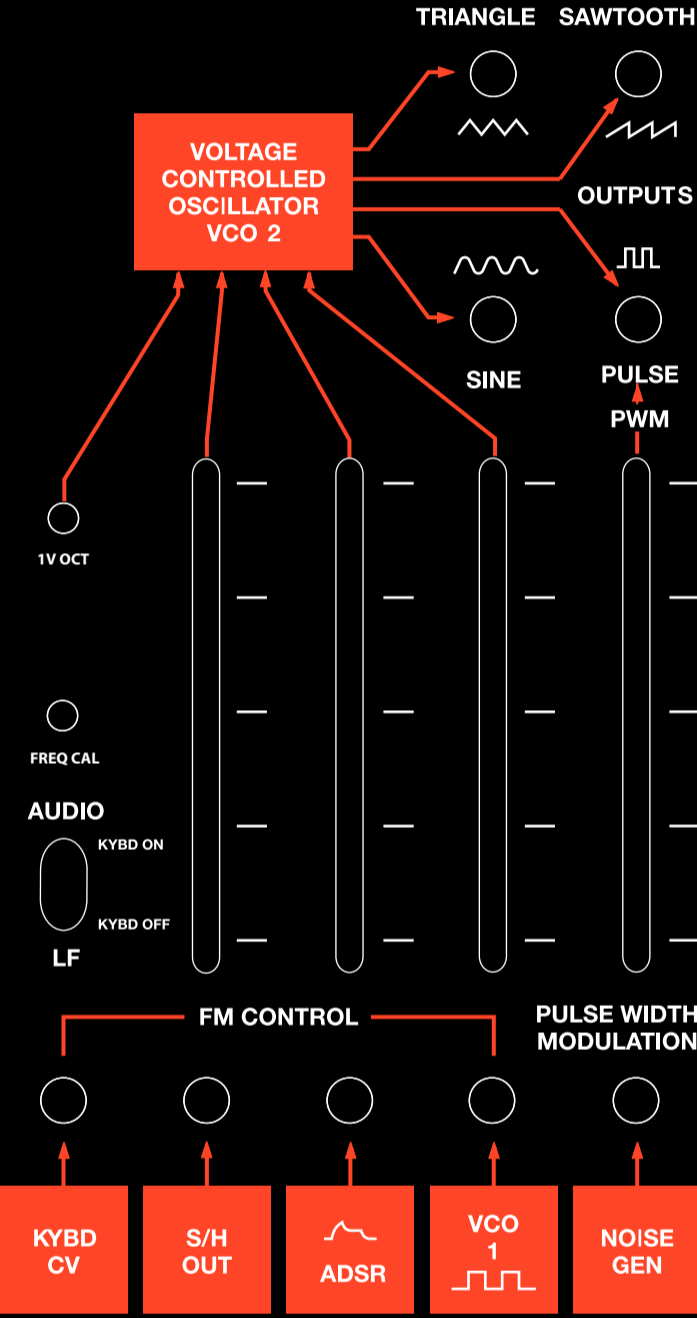 TRIANGLE SAWTOOTH
VOLTAGE
CONTROLLED
OSCILLATOR
VCO 2
OUTPUTS
SINE
PULSE
PWM
1V OCT
FREQ CAL
AUDIO
KYBD ON
KYBD OFF
LF
FM CONTROL
PULSE WIDTH
MODULATION
KYBD
CV
S/H
OUT
ADSR
VCO
1
NOISE
GEN